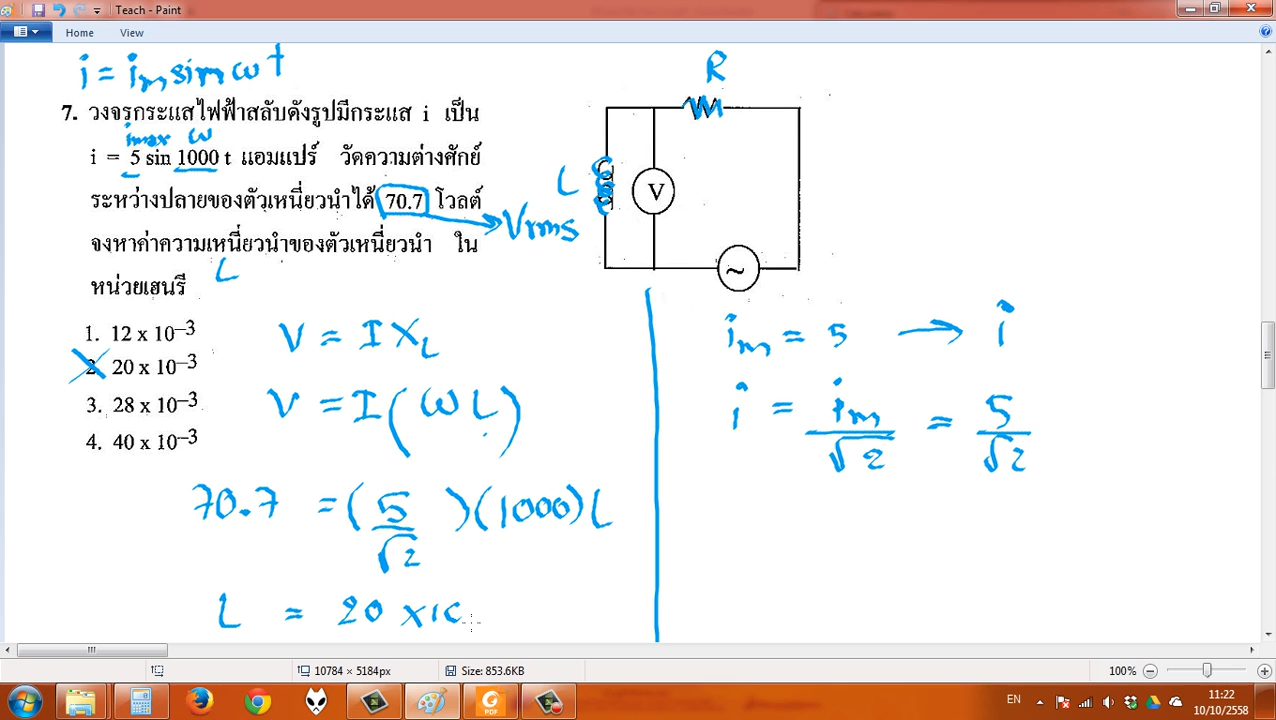 Teach - Paint
Home View
i = im sin ωt
R
7. วงจรกระแสไฟฟ้าสลับดังรูปมีกระแส i เป็น
imax ω
i = 5 sin 1000 t แอมแปร์ วัดความต่างศักย์
L
V
ระหว่างปลายของตัวเหนี่ยวนำได้ 70.7 โวลต์
Vrms
จงหาค่าความเหนี่ยวนำของตัวเหนี่ยวนำ ใน
L
~
หน่วยเฮนรี
1. 12 x 10⁻³
2. 20 x 10⁻³
3. 28 x 10⁻³
4. 40 x 10⁻³
V = I XL
V = I(ωL)
70.7 = (5/√2)(1000)L
L = 20 x10
im = 5 → i
i = im/√2 = 5/√2
10784 × 5184px
Size: 853.6KB
100%
PDF
EN
11:22
10/10/2558